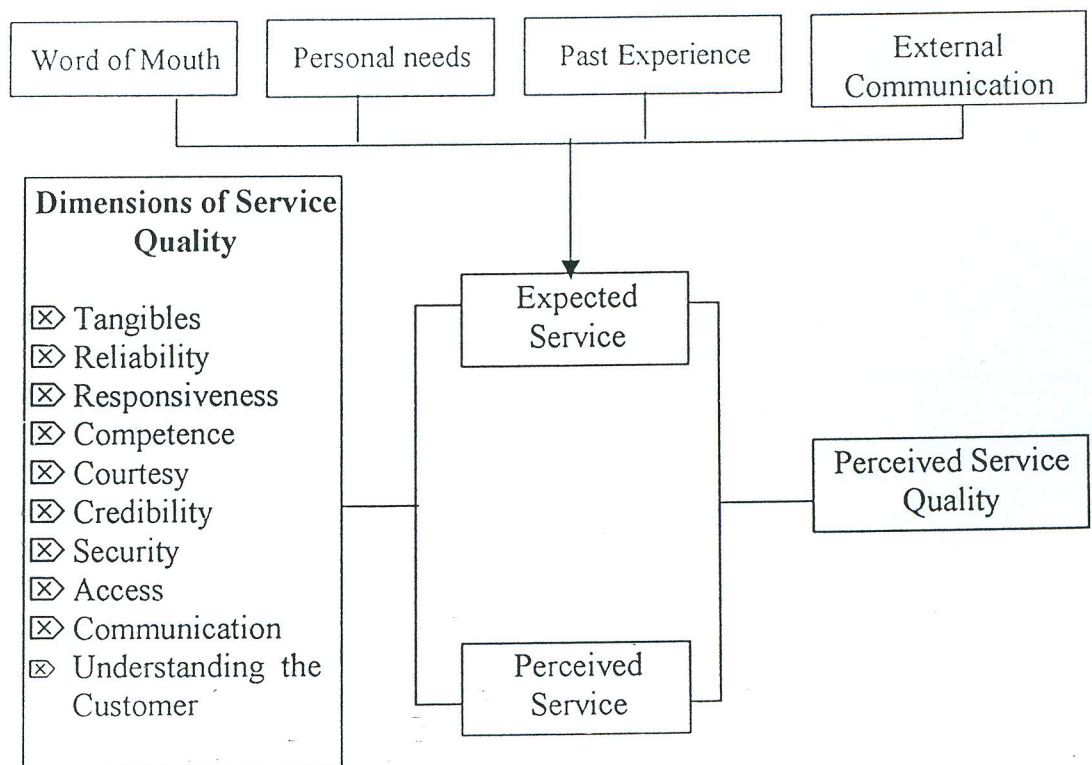 Word of Mouth
Personal needs
Past Experience
External
Communication
Dimensions of Service
Quality
Tangibles
Reliability
Responsiveness
Competence
Courtesy
Credibility
Security
Access
Communication
Understanding the
Customer
Expected
Service
Perceived
Service
Perceived Service
Quality